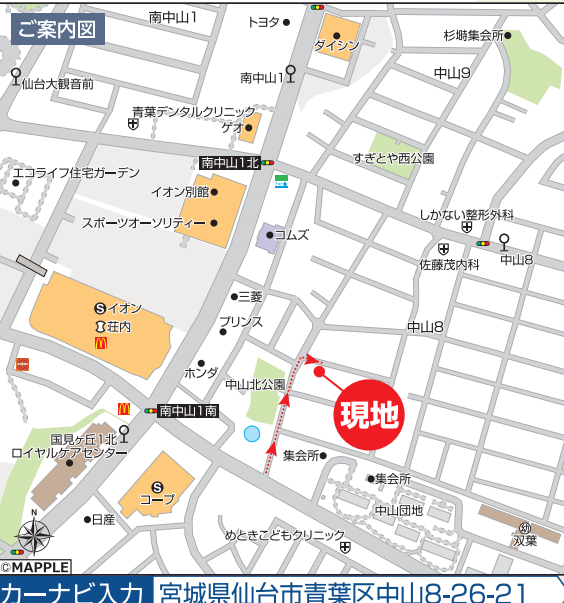 ご案内図
南中山1
トヨタ
ダイシン
杉塒集会所
仙台大観音前
南中山1
中山9
青葉デンタルクリニック
ゲオ
南中山1北
すぎとや西公園
エコライフ住宅ガーデン
イオン別館
スポーツオーソリティー
しかない整形外科
コムズ
佐藤茂内科
中山8
三菱
S イオン
荘内
プリンス
中山8
M
ホンダ
中山北公園
現地
M
南中山1南
国見ヶ丘1北
ロイヤルケアセンター
集会所
S
コープ
集会所
中山団地
N
日産
めときこどもクリニック
幼
双葉
©MAPPLE
カーナビ入力 宮城県仙台市青葉区中山8-26-21